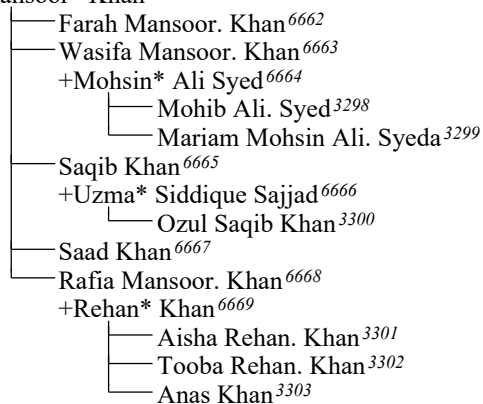 Khan
Farah Mansoor. Khan 6662
Wasifa Mansoor. Khan 6663
+Mohsin* Ali Syed 6664
Mohib Ali. Syed 3298
Mariam Mohsin Ali. Syeda 3299
Saqib Khan 6665
+Uzma* Siddique Sajjad 6666
Ozul Saqib Khan 3300
Saad Khan 6667
Rafia Mansoor. Khan 6668
+Rehan* Khan 6669
Aisha Rehan. Khan 3301
Tooba Rehan. Khan 3302
Anas Khan 3303